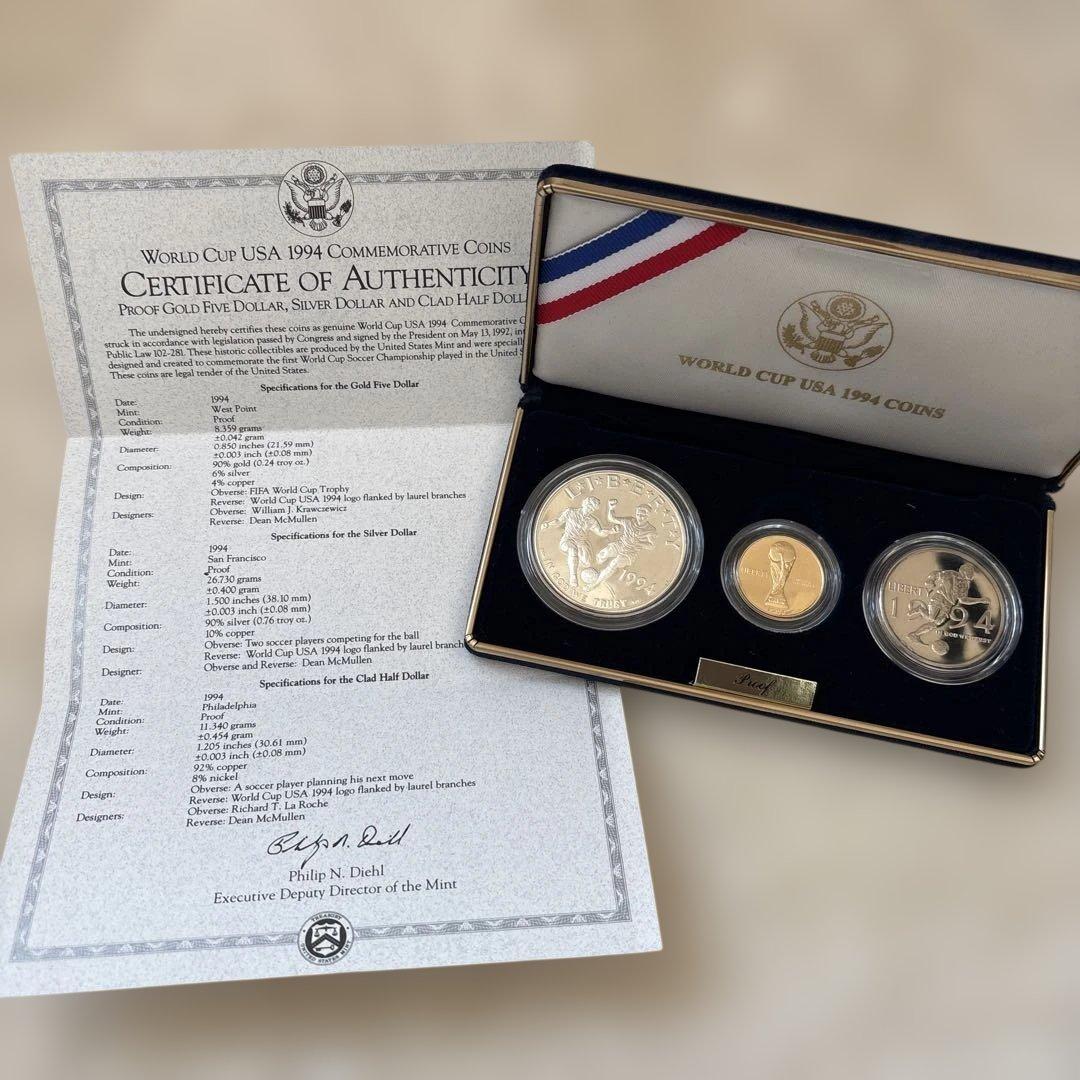 WORLD CUP USA 1994 COMMEMORATIVE COINS
CERTIFICATE OF AUTHENTICITY
PROOF GOLD FIVE DOLLAR, SILVER DOLLAR AND CLAD HALF DOLL
The undersigned hereby certifies these coins as genuine World Cup USA 1994 Commemorative C
struck in accordance with legislation passed by Congress and signed by the President on May 13, 1992, in
Public Law 102-281. These historic collectibles are produced by the United States Mint and were speciall
designed and created to commemorate the first World Cup Soccer Championship played in the United S
These coins are legal tender of the United States.
Specifications for the Gold Five Dollar
Date: 1994
Mint: West Point
Condition: Proof
Weight: 8.359 grams
±0.042 gram
Diameter: 0.850 inches (21.59 mm)
±0.003 inch (±0.08 mm)
Composition: 90% gold (0.24 troy oz.)
6% silver
4% copper
Design: Obverse: FIFA World Cup Trophy
Reverse: World Cup USA 1994 logo flanked by laurel branches
Designers: Obverse: William J. Krawczewicz
Reverse: Dean McMullen
Specifications for the Silver Dollar
Date: 1994
Mint: San Francisco
Condition: Proof
Weight: 26.730 grams
±0.400 gram
Diameter: 1.500 inches (38.10 mm)
±0.003 inch (±0.08 mm)
Composition: 90% silver (0.76 troy oz.)
10% copper
Design: Obverse: Two soccer players competing for the ball
Reverse: World Cup USA 1994 logo flanked by laurel branch
Designer: Obverse and Reverse: Dean McMullen
Specifications for the Clad Half Dollar
Date: 1994
Mint: Philadelphia
Condition: Proof
Weight: 11.340 grams
±0.454 gram
Diameter: 1.205 inches (30.61 mm)
±0.003 inch (±0.08 mm)
Composition: 92% copper
8% nickel
Design: Obverse: A soccer player planning his next move
Reverse: World Cup USA 1994 logo flanked by laurel branches
Designers: Obverse: Richard T. La Roche
Reverse: Dean McMullen
Philip N. Diehl
Philip N. Diehl
Executive Deputy Director of the Mint
WORLD CUP USA 1994 COINS
LIBERTY
1994
IN GOD WE TRUST
LIBERTY
LIBERTY
1994
IN GOD WE TRUST
Proof